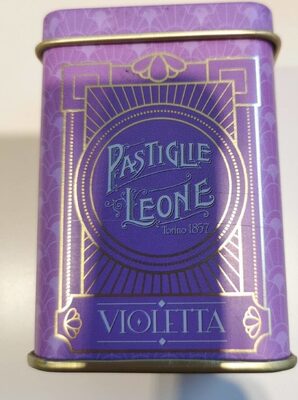 PASTIGLIE
LEONE
Torino 1857
VIOLETTA